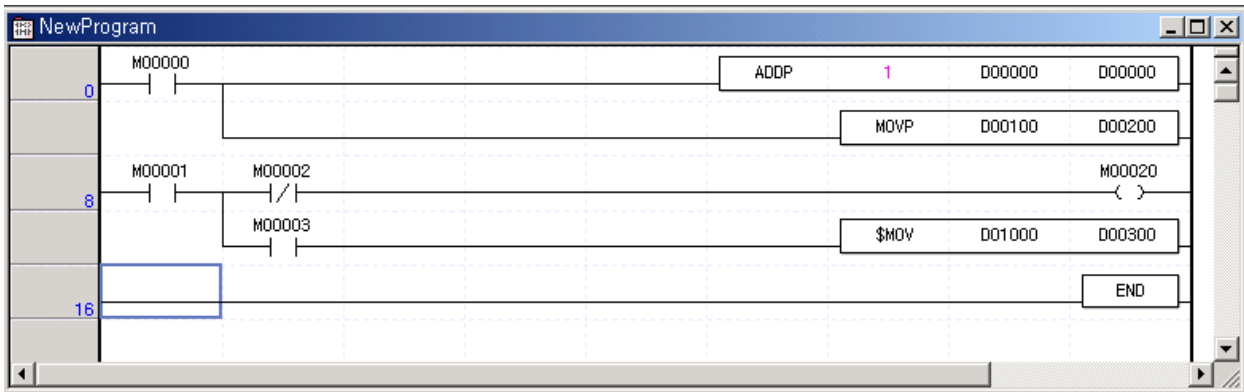 NewProgram
M00000
ADDP 1 D00000 D00000
0
MOVP D00100 D00200
M00001 M00002 M00020
8
M00003
$MOV D01000 D00300
END
16